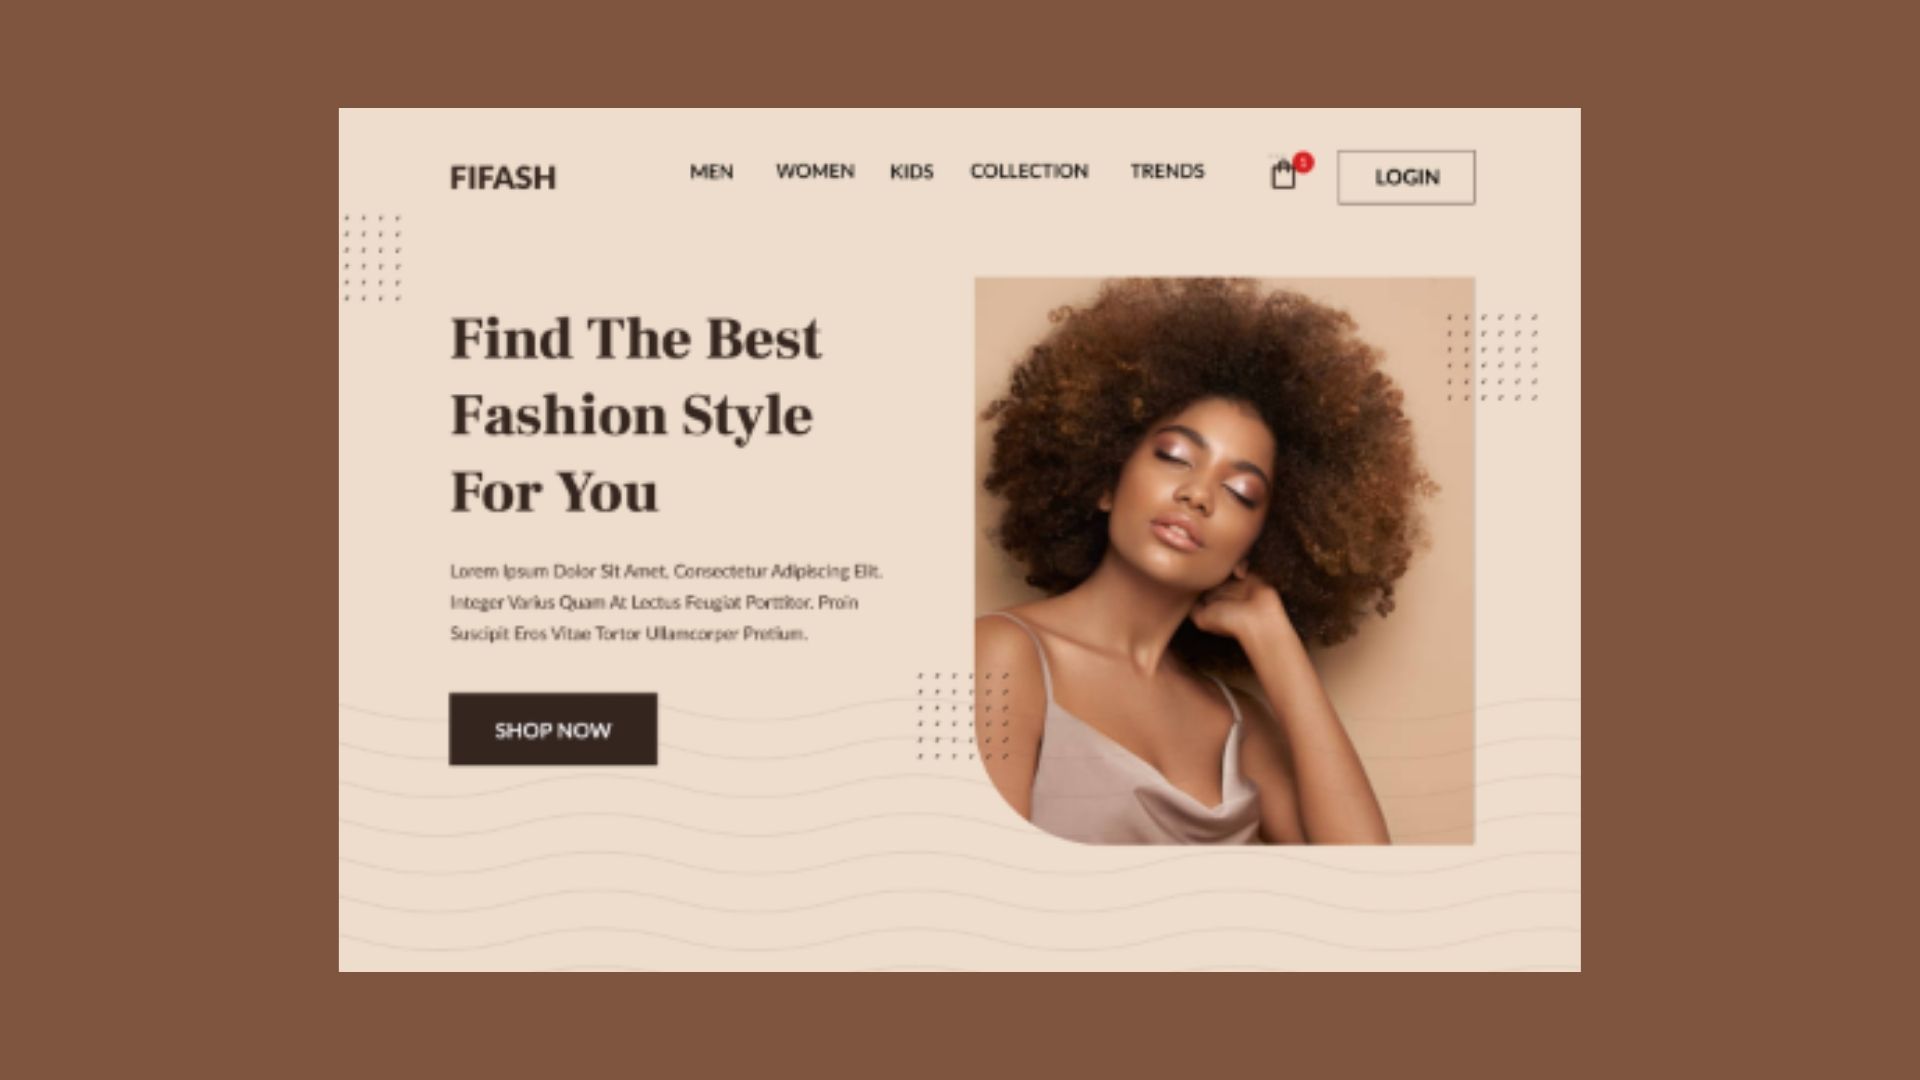 FIFASH
MEN WOMEN KIDS COLLECTION TRENDS
LOGIN
Find The Best
Fashion Style
For You
Lorem Ipsum Dolor Sit Amet, Consectetur Adipiscing Elit.
Integer Varius Quam At Lectus Feugiat Porttitor. Proin
Suscipit Eros Vitae Tortor Ullamcorper Pretium.
SHOP NOW